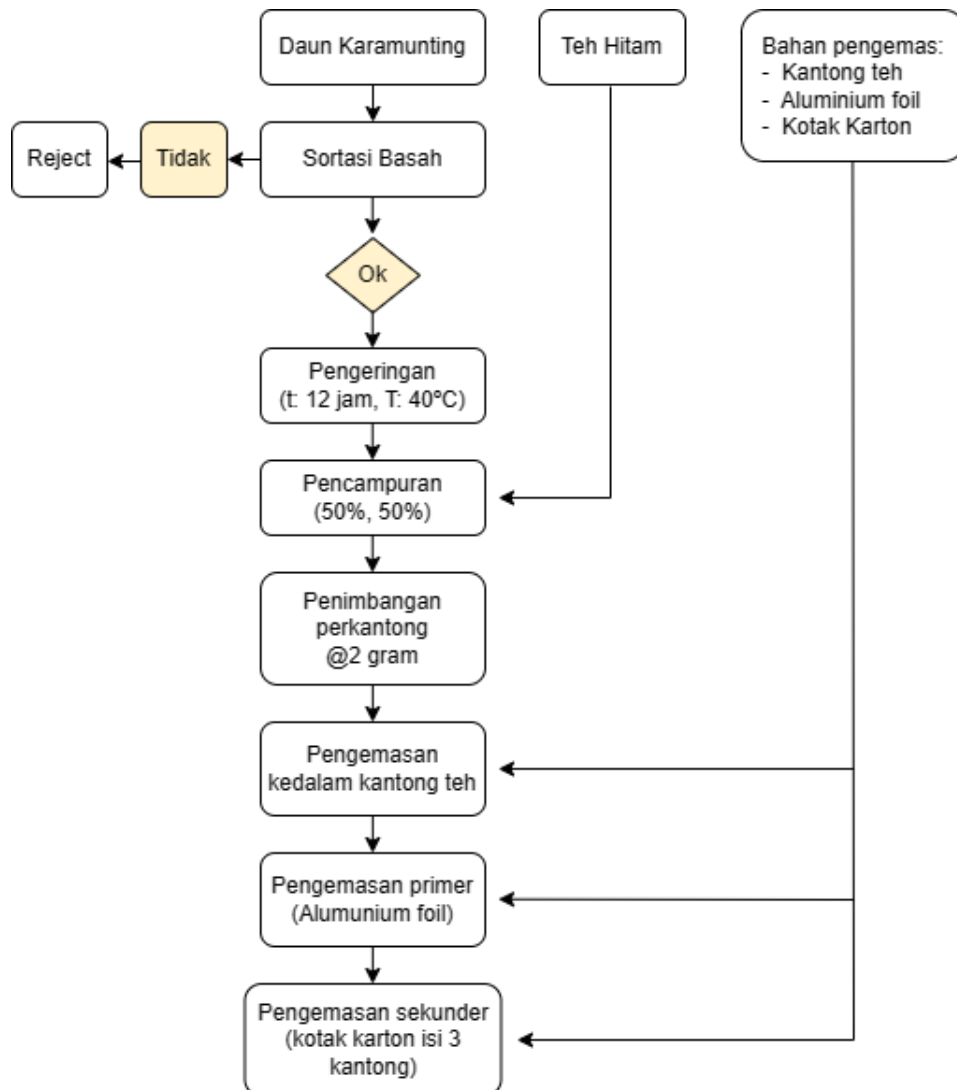 Daun Karamunting
Teh Hitam
Bahan pengemas:
- Kantong teh
- Aluminium foil
- Kotak Karton
Reject
Tidak
Sortasi Basah
Ok
Pengeringan
(t: 12 jam, T: 40°C)
Pencampuran
(50%, 50%)
Penimbangan
perkantong
@2 gram
Pengemasan
kedalam kantong teh
Pengemasan primer
(Alumunium foil)
Pengemasan sekunder
(kotak karton isi 3
kantong)